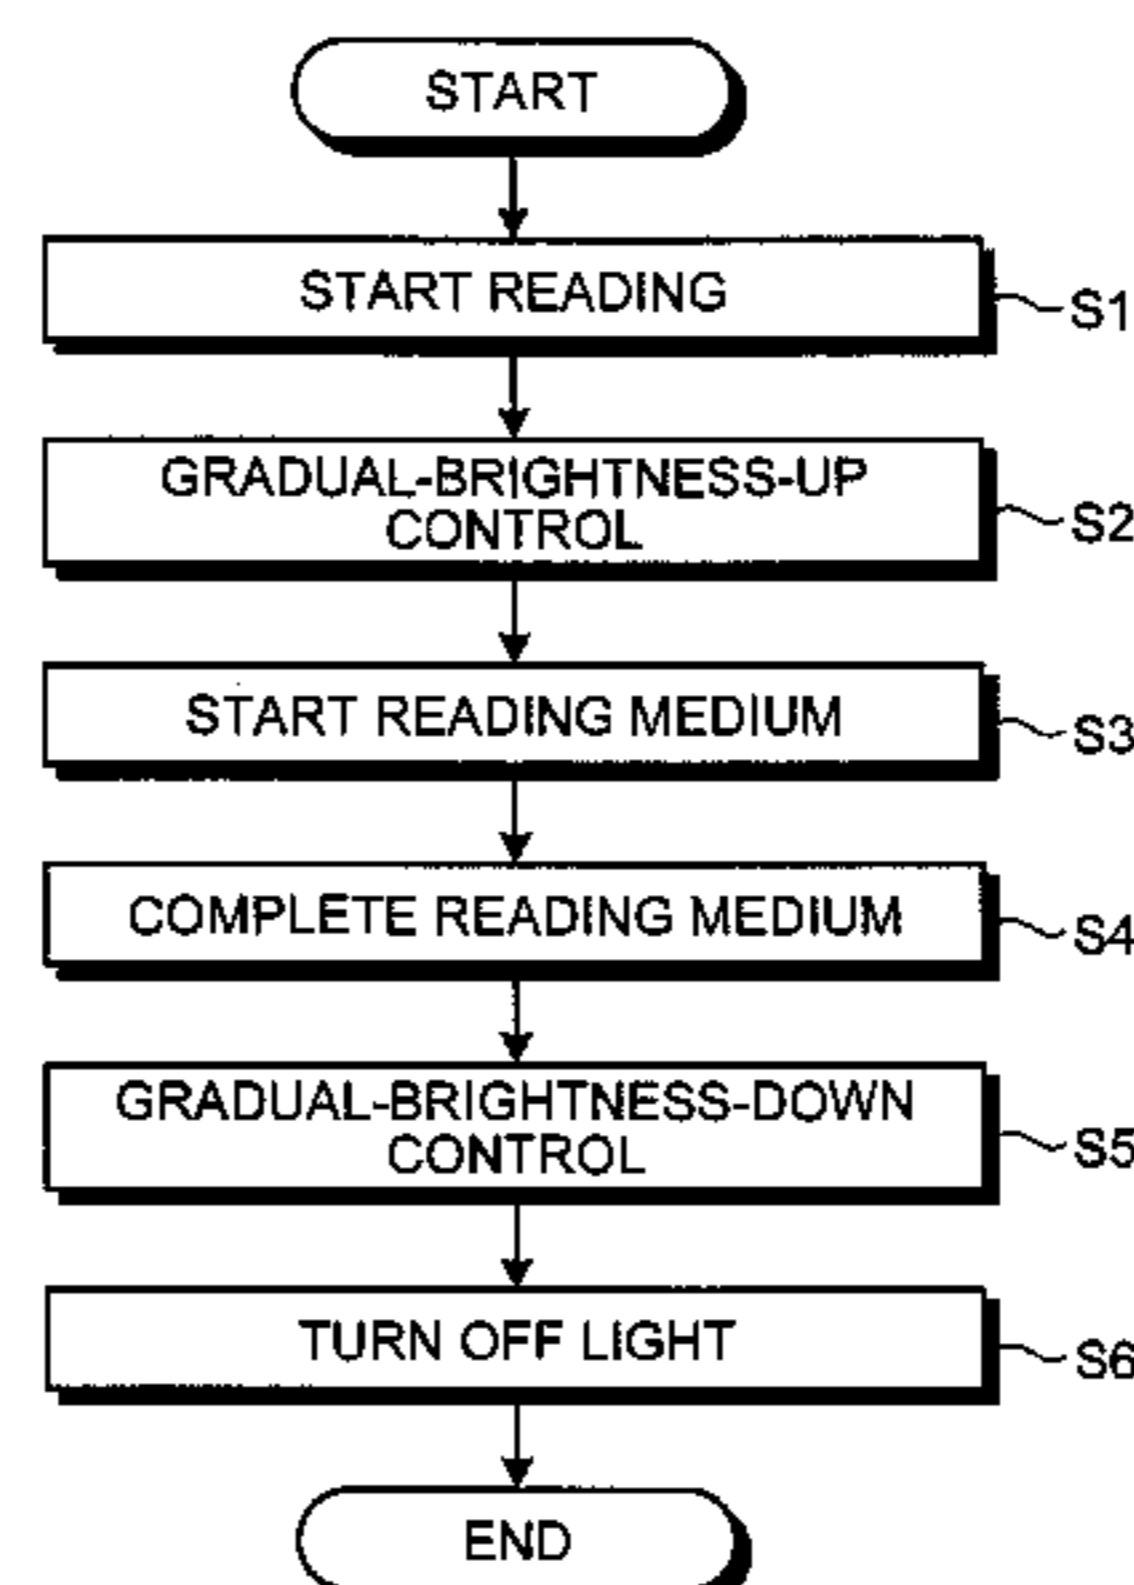 START
START READING
S1
GRADUAL-BRIGHTNESS-UP
CONTROL
S2
START READING MEDIUM
S3
COMPLETE READING MEDIUM
S4
GRADUAL-BRIGHTNESS-DOWN
CONTROL
S5
TURN OFF LIGHT
S6
END